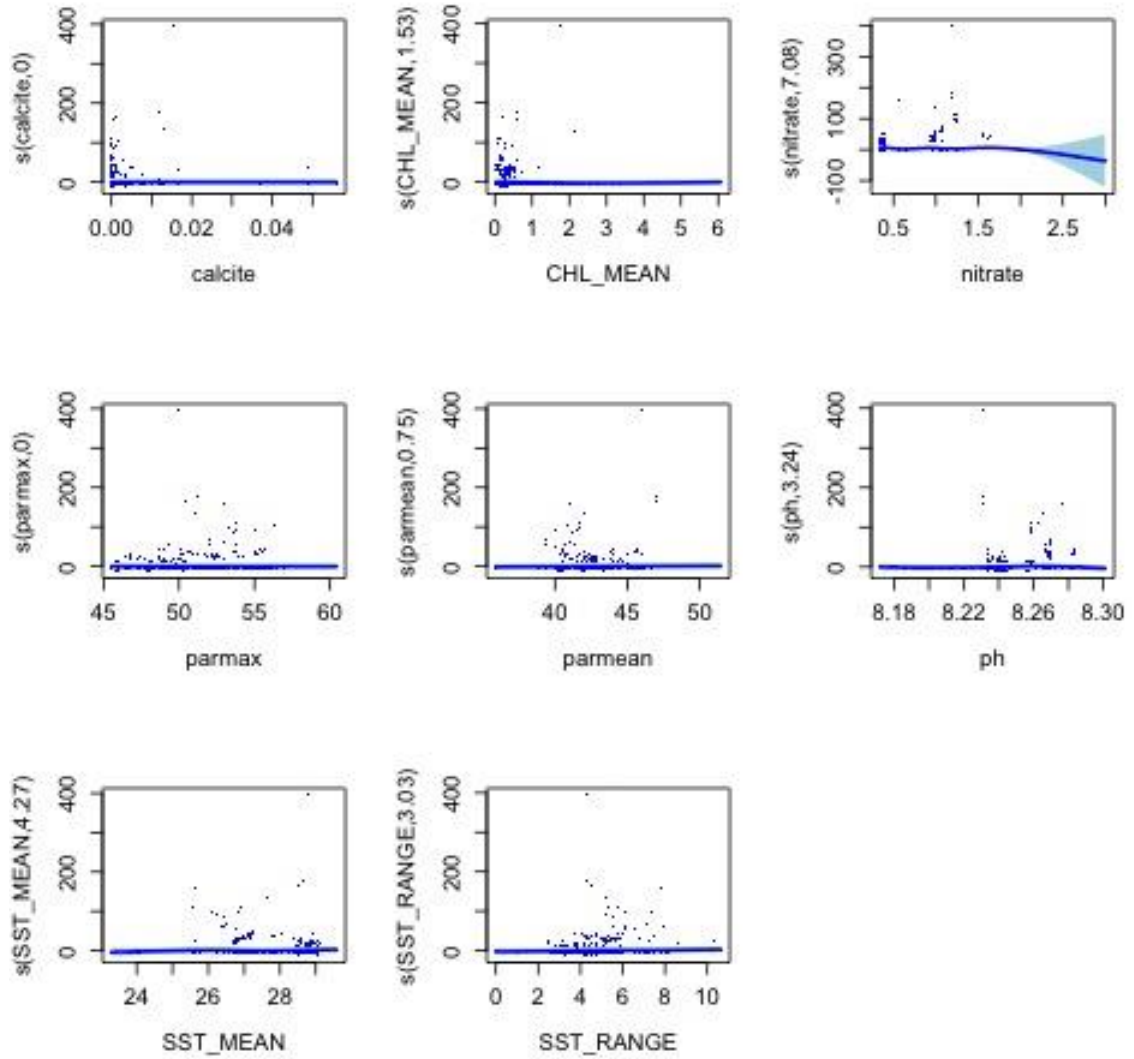 s(calcite,0)
400
200
0
0.00 0.02 0.04
calcite
s(CHL_MEAN,1.53)
400
200
0
0 1 2 3 4 5 6
CHL_MEAN
s(nitrate,7.08)
300
100
-100
0.5 1.5 2.5
nitrate
s(parmax,0)
400
200
0
45 50 55 60
parmax
s(parmean,0.75)
400
200
0
40 45 50
parmean
s(ph,3.24)
400
200
0
8.18 8.22 8.26 8.30
ph
s(SST_MEAN,4.27)
400
200
0
24 26 28
SST_MEAN
s(SST_RANGE,3.03)
400
200
0
0 2 4 6 8 10
SST_RANGE